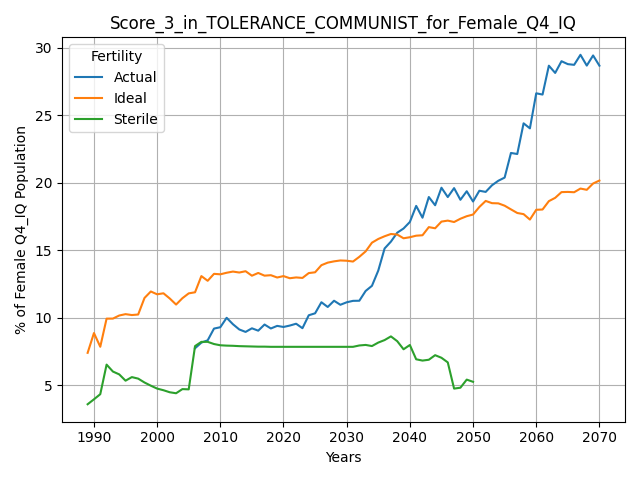 Score_3_in_TOLERANCE_COMMUNIST_for_Female_Q4_IQ
Fertility
Actual
Ideal
Sterile
% of Female Q4_IQ Population
30
25
20
15
10
5
1990 2000 2010 2020 2030 2040 2050 2060 2070
Years